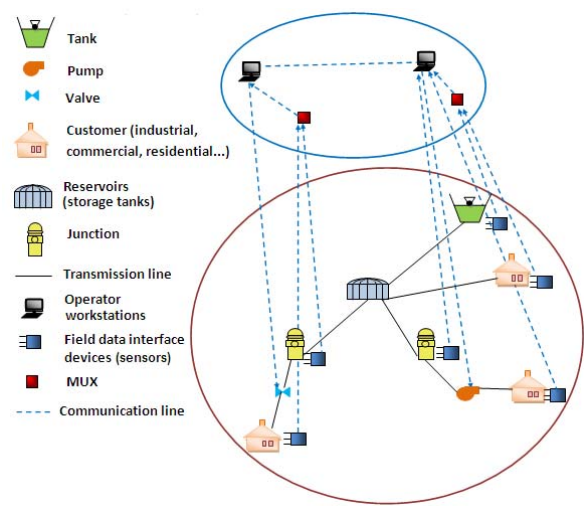 Tank
Pump
Valve
Customer (industrial,
commercial, residential...)
Reservoirs
(storage tanks)
Junction
Transmission line
Operator
workstations
Field data interface
devices (sensors)
MUX
Communication line